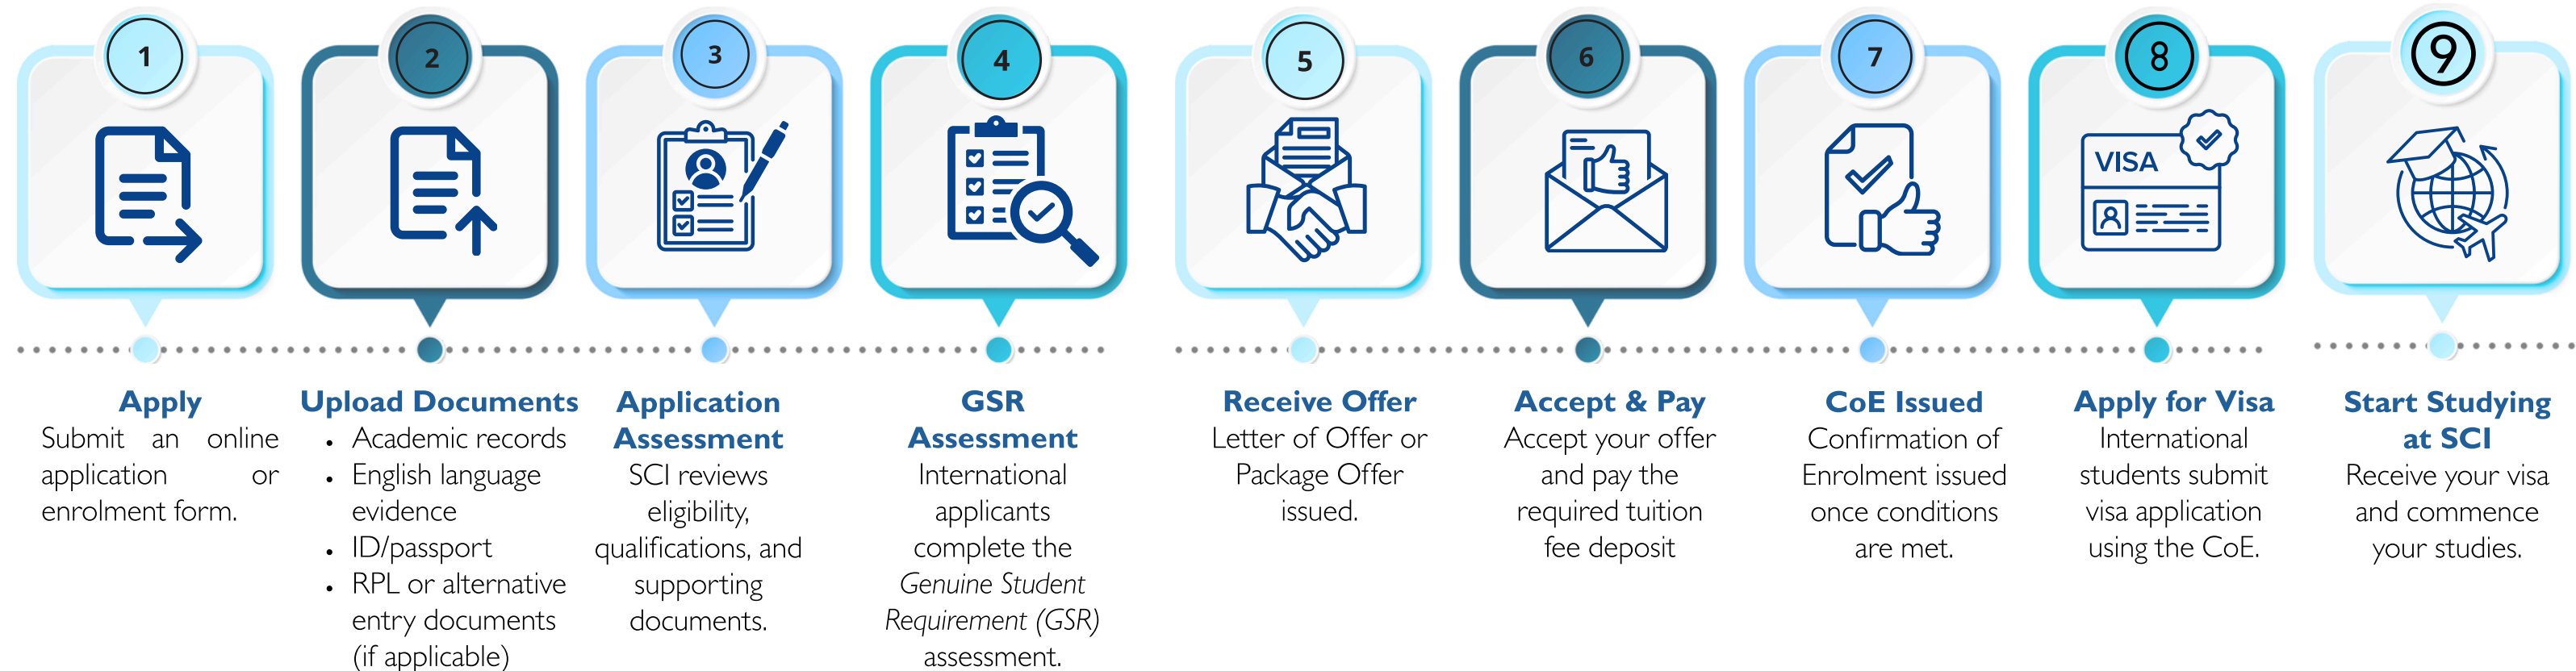 1
Apply
Submit an online
application or
enrolment form.
2
Upload Documents
• Academic records
• English language
evidence
• ID/passport
• RPL or alternative
entry documents
(if applicable)
3
Application
Assessment
SCI reviews
eligibility,
qualifications, and
supporting
documents.
4
GSR
Assessment
International
applicants
complete the
Genuine Student
Requirement (GSR)
assessment.
5
Receive Offer
Letter of Offer or
Package Offer
issued.
6
Accept & Pay
Accept your offer
and pay the
required tuition
fee deposit
7
CoE Issued
Confirmation of
Enrolment issued
once conditions
are met.
8
VISA
Apply for Visa
International
students submit
visa application
using the CoE.
9
Start Studying
at SCI
Receive your visa
and commence
your studies.